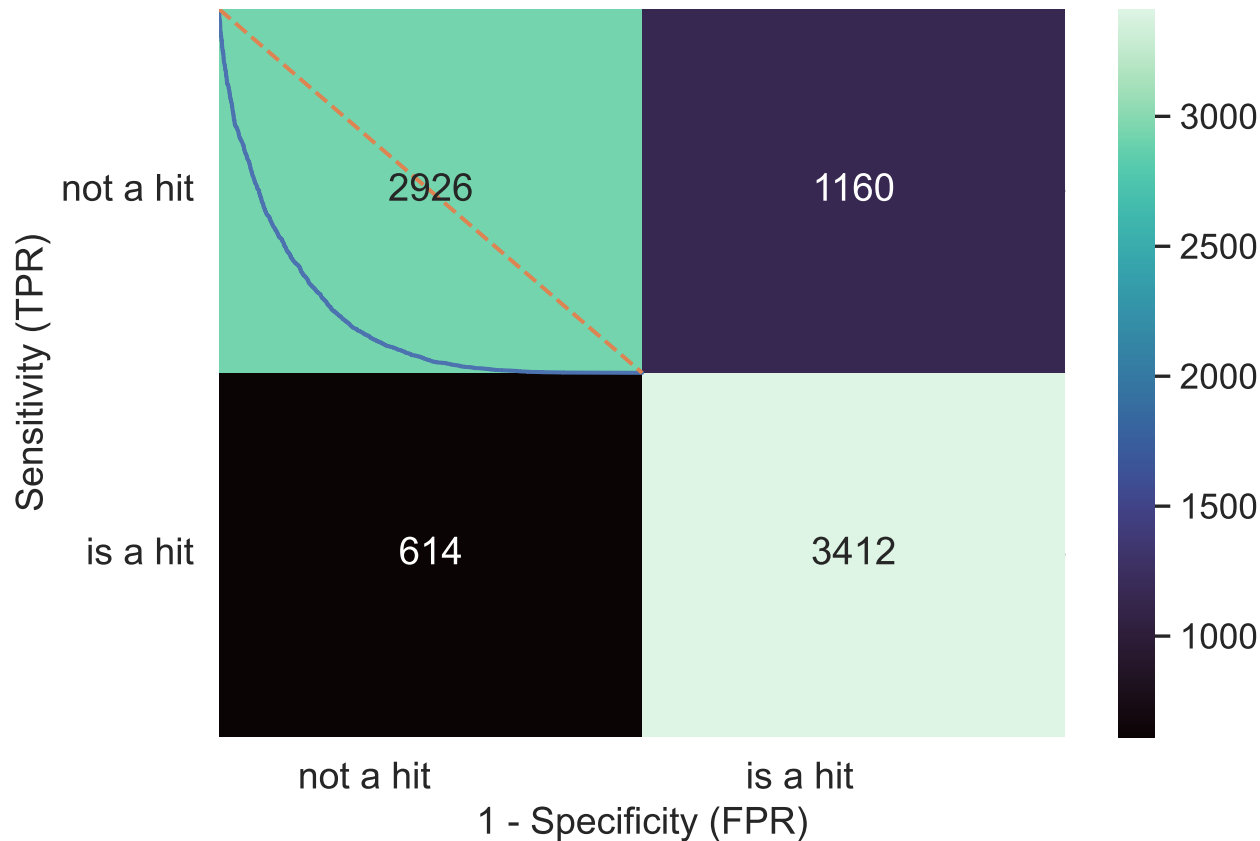 3000
not a hit
2926
1160
2500
Sensitivity (TPR)
2000
1500
is a hit
614
3412
1000
not a hit
is a hit
1 - Specificity (FPR)